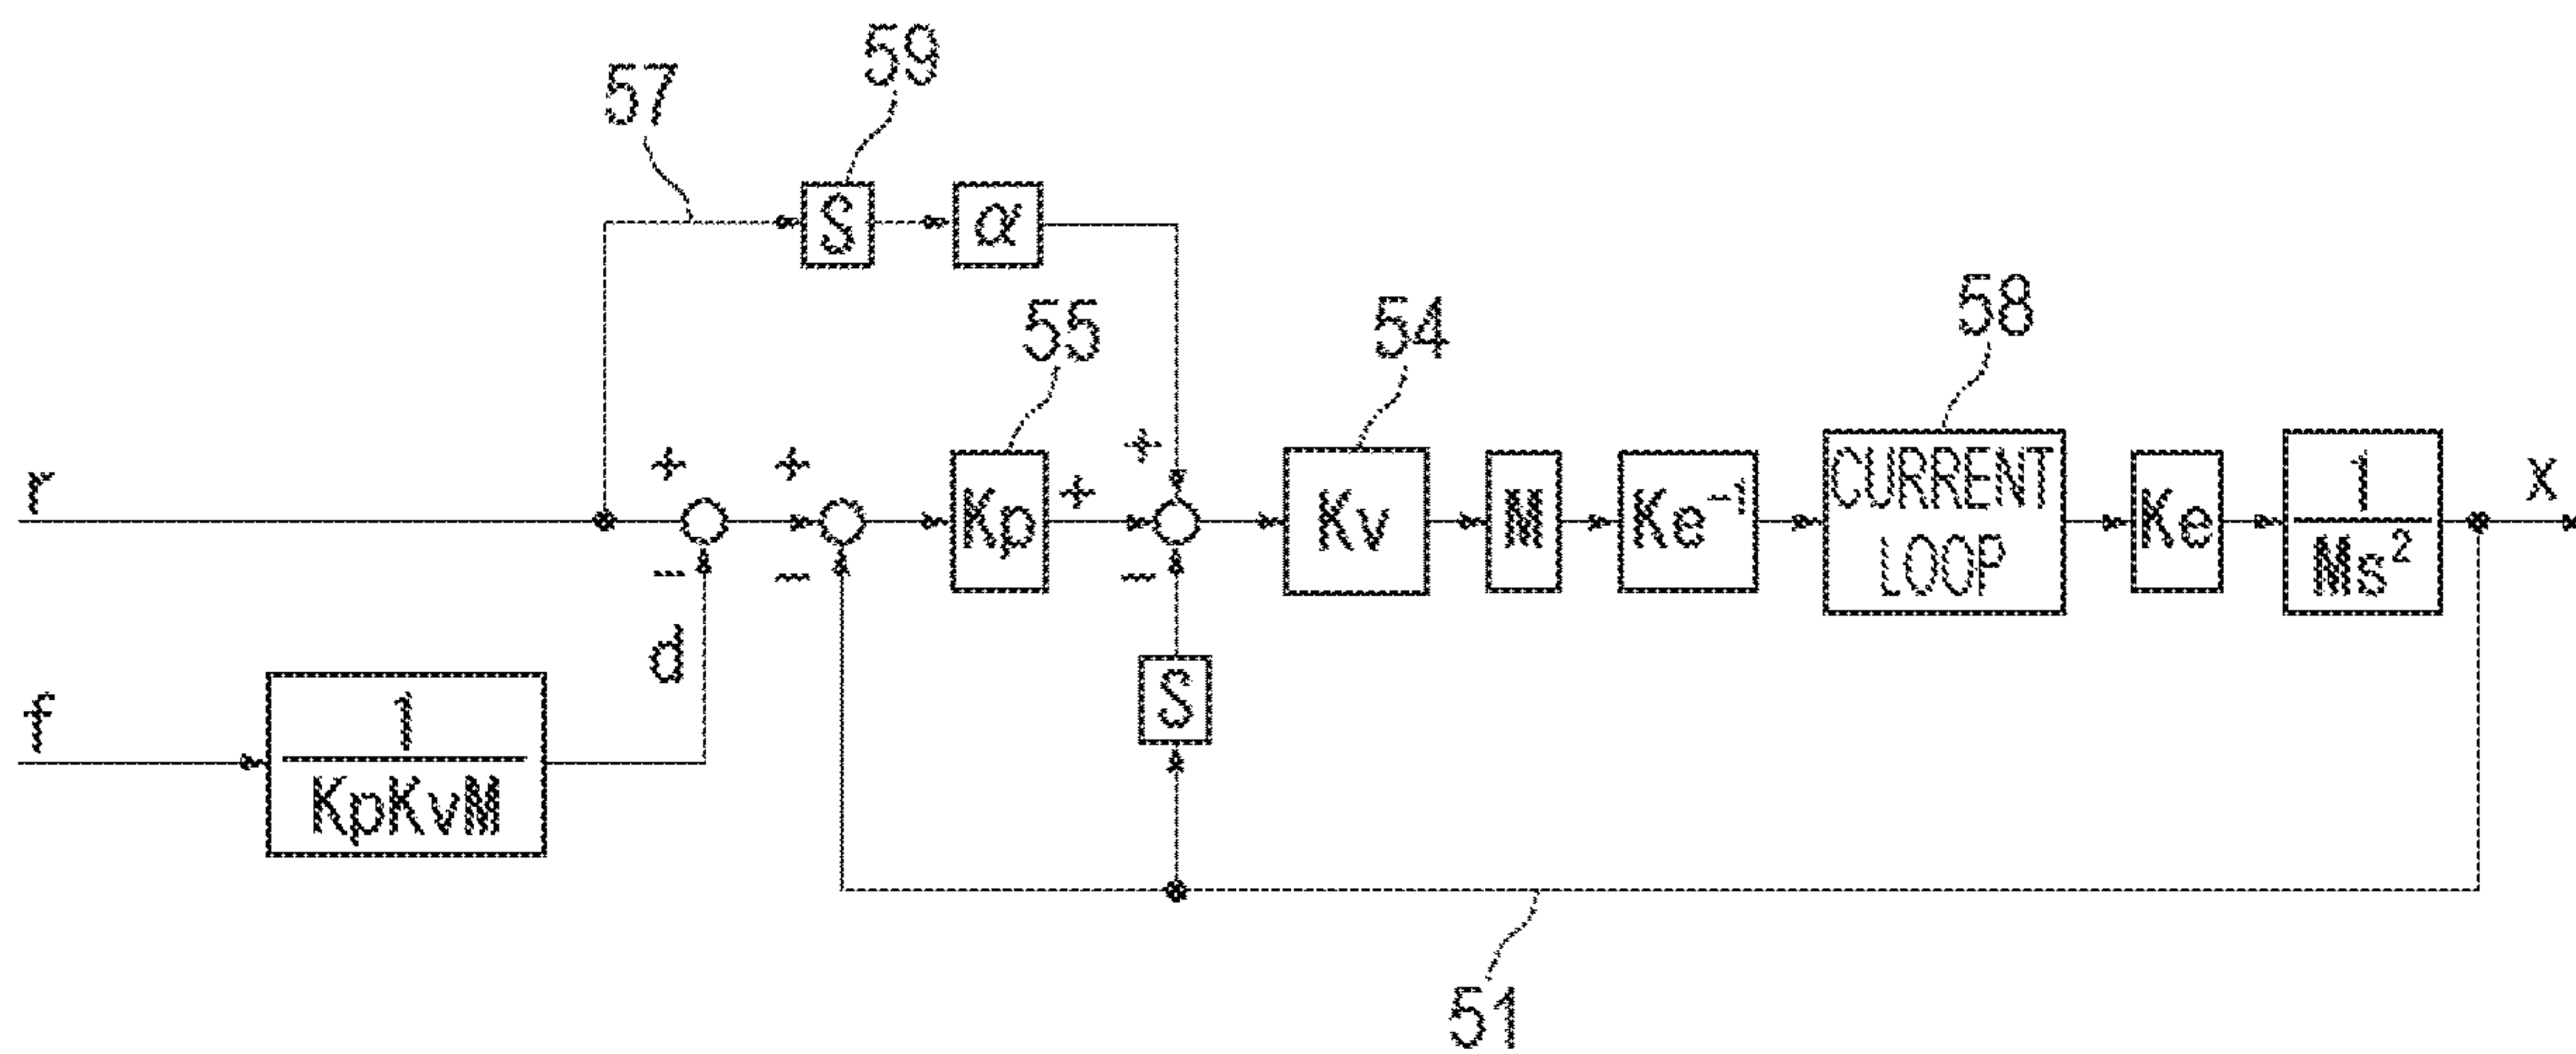 59
57
S
α
55
54
58
r
+
+
+
+
Kp
Kv
M
Ke⁻¹
CURRENT
LOOP
Ke
1
Ms²
X
−
−
−
d
S
f
1
KpKvM
51